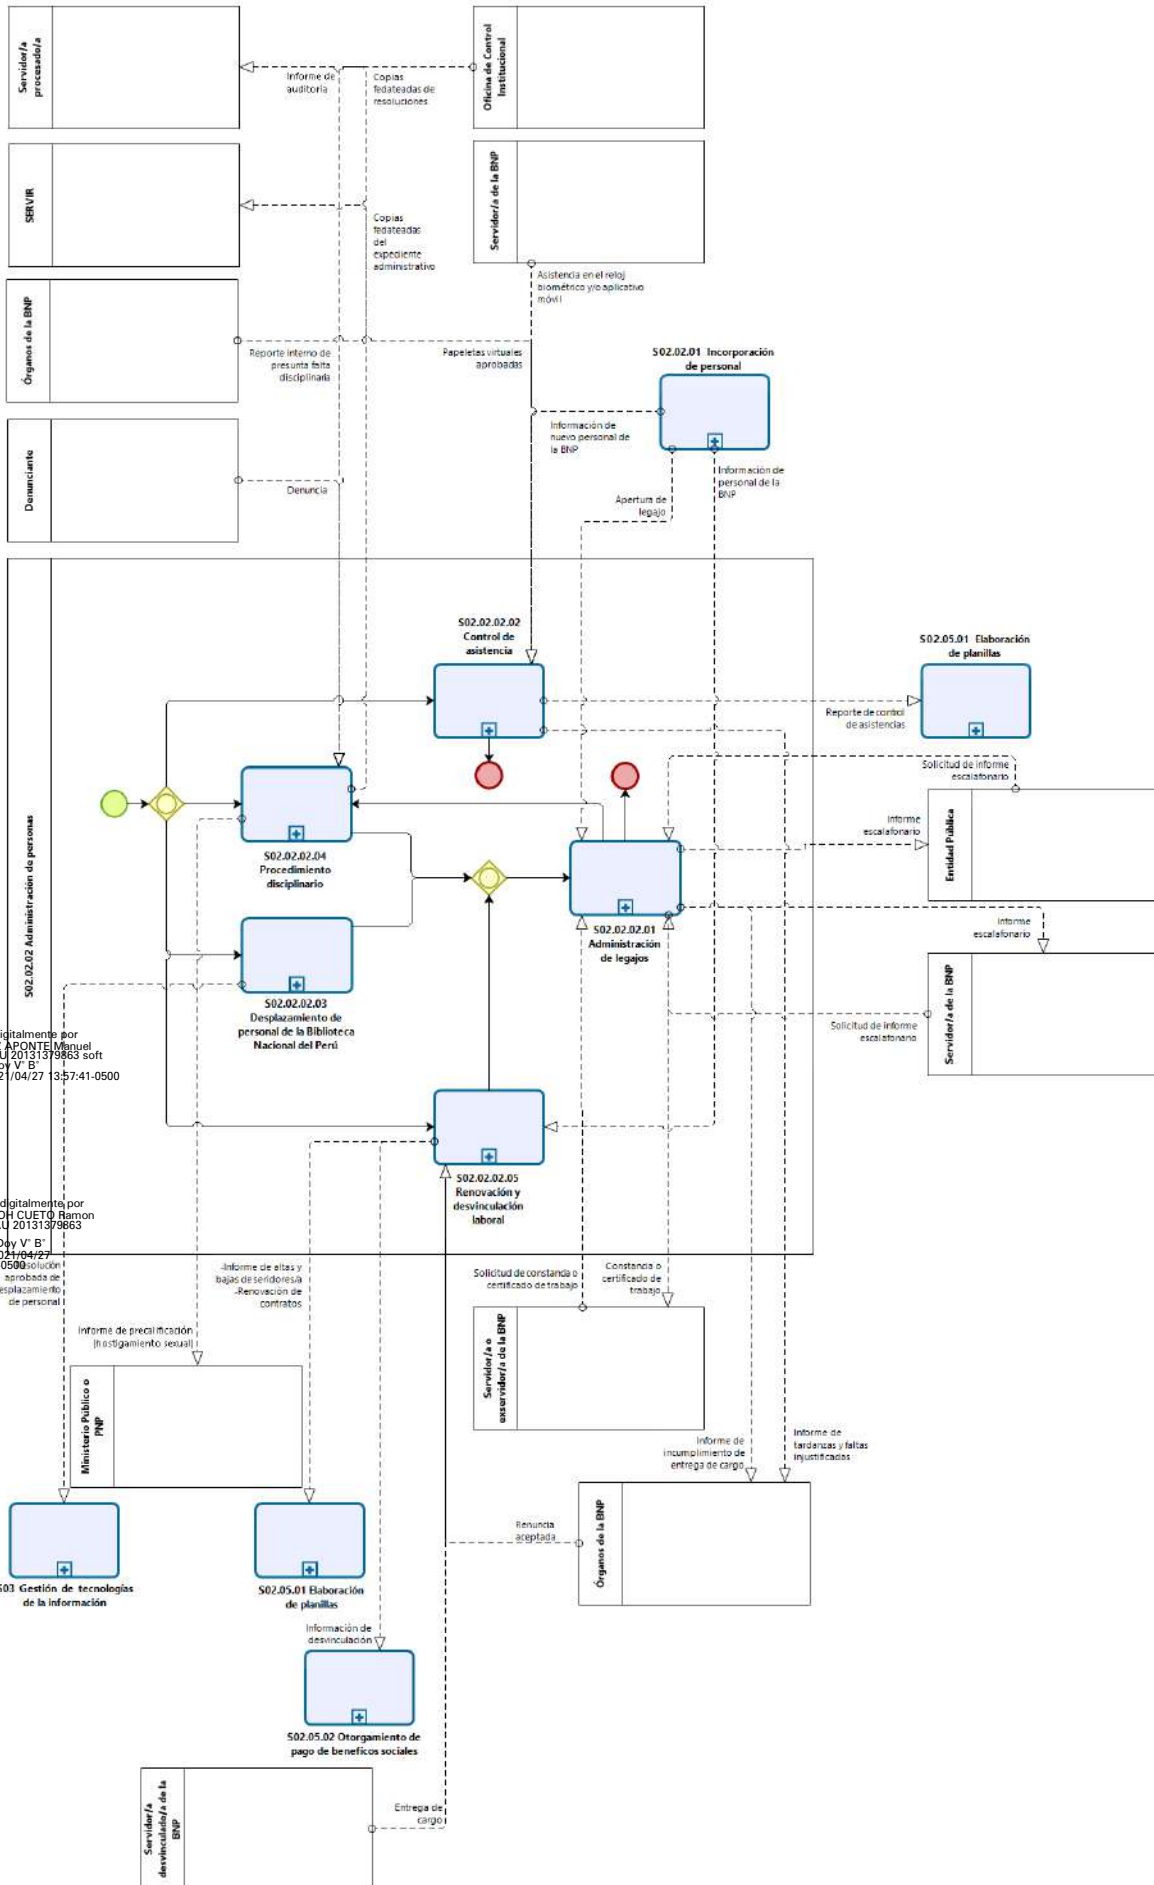 Servidor/a
procesado/a
Informe de
auditoria
Copias
fedateadas de
resoluciones
Oficina de Control
Institucional
SERVIR
Copias
fedateadas
del
expediente
administrativo
Servidor/a de la BNP
Asistencia en el reloj
biométrico y/o aplicativo
móvil
Órganos de la BNP
Reporte interno de
presunta falta
disciplinaria
Papeletas virtuales
aprobadas
S02.02.01 Incorporación
de personal
Información de
nuevo personal de
la BNP
Información de
personal de la
BNP
Apertura de
legajo
Denunciante
Denuncia
S02.02.02 Administración de personas
S02.02.02.02
Control de
asistencia
S02.05.01 Elaboración
de planillas
Reporte de control
de asistencias
Solicitud de informe
escalafonario
Informe
escalafonario
Entidad Pública
S02.02.02.04
Procedimiento
disciplinario
S02.02.02.01
Administración
de legajos
Informe
escalafonario
Solicitud de informe
escalafonario
Servidor/a de la BNP
S02.02.02.03
Desplazamiento de
personal de la Biblioteca
Nacional del Perú
igitalmente por
APONTE Manuel
U 20131379863 soft
oy V° B°
21/04/27 13:57:41-0500
S02.02.02.05
Renovación y
desvinculación
laboral
digitalmente por
OH CUETO Ramon
AU 20131379863
Doy V° B°
021/04/27
0500
esolución
aprobada de
esplazamiento
de personal
-Informe de altas y
bajas de seridores/a
-Renovación de
contratos
Solicitud de constancia o
certificado de trabajo
Constancia o
certificado de
trabajo
Informe de precalificación
(hostigamiento sexual)
Ministerio Público o
PNP
Servidor/a o
exservidor/a de la BNP
Informe de
incumplimiento de
entrega de cargo
Informe de
tardanzas y faltas
injustificadas
Renuncia
aceptada
Órganos de la BNP
S03 Gestión de tecnologías
de la información
S02.05.01 Elaboración
de planillas
Información de
desvinculación
S02.05.02 Otorgamiento de
pago de beneficos sociales
Servidor/a
desvinculado/a de la
BNP
Entrega de
cargo